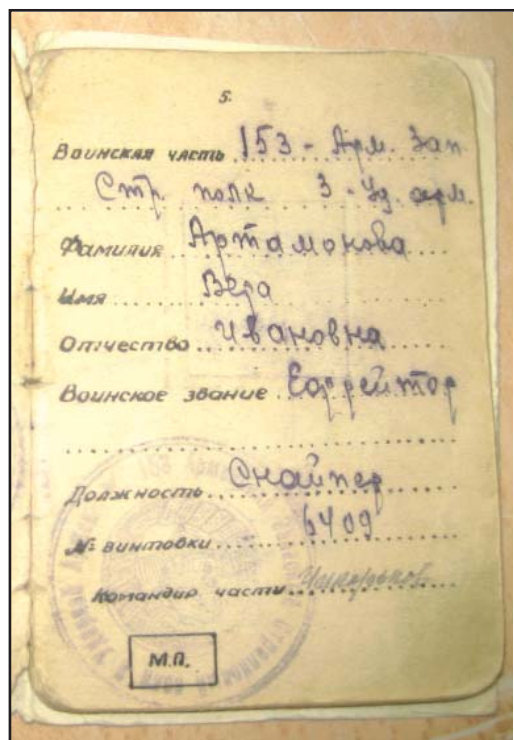 5.
Воинская часть 153 - Арм. Зап
Стр. полк 3 - Уд. арм.
Фамилия Артамонова
Имя Вера
Отчество Ивановна
Воинское звание Ефрейтор
Должность Снайпер
№ винтовки 6409
Командир части
М.П.